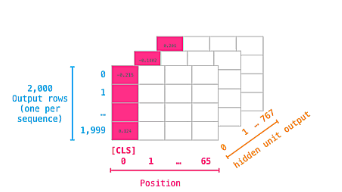 0
2,000
Output rows
(one per
sequence)
1
…
1,999
[CLS]
0 1 … 65
Position
0 1 … 767
hidden unit output